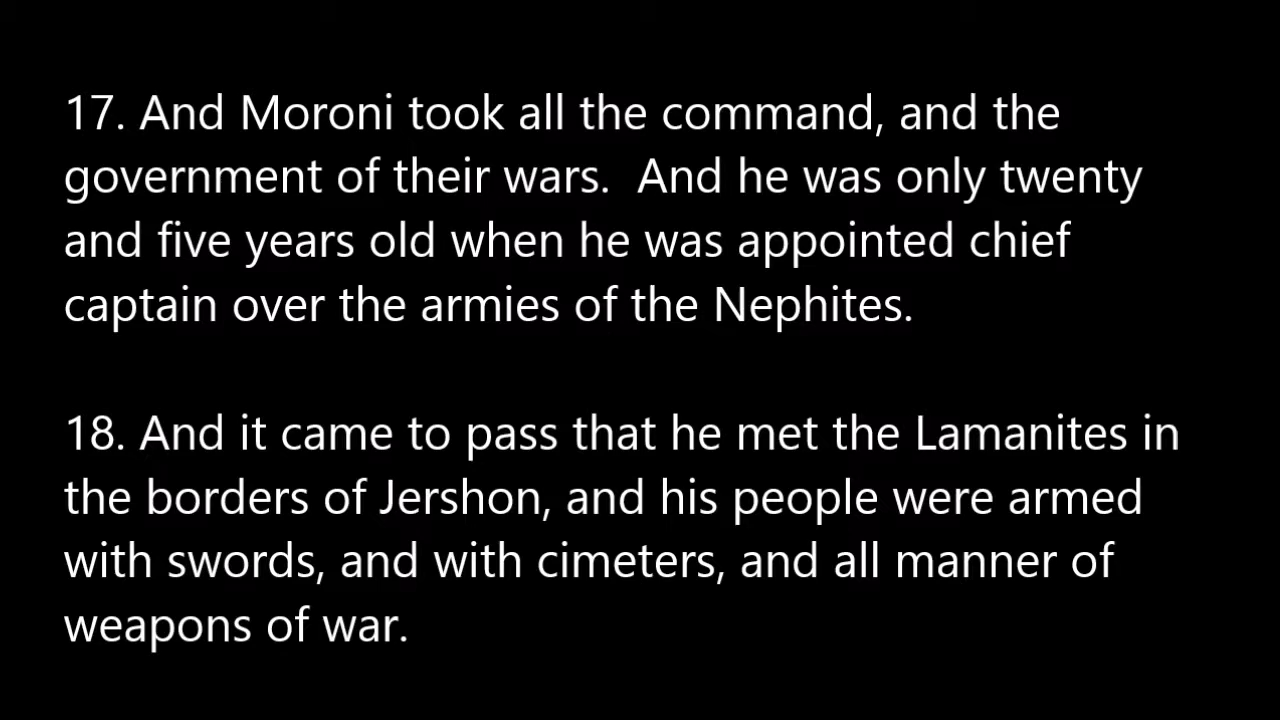 17. And Moroni took all the command, and the
government of their wars.  And he was only twenty
and five years old when he was appointed chief
captain over the armies of the Nephites.
18. And it came to pass that he met the Lamanites in
the borders of Jershon, and his people were armed
with swords, and with cimeters, and all manner of
weapons of war.